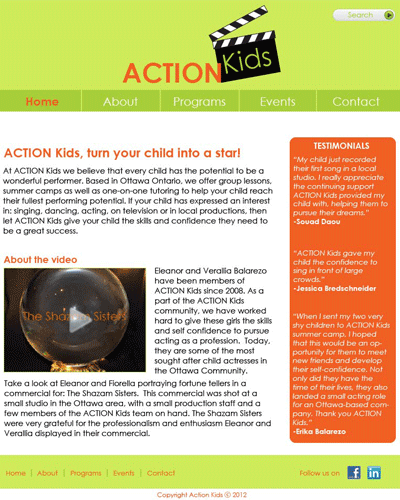 Search
ACTION Kids
Home
About
Programs
Events
Contact
ACTION Kids, turn your child into a star!
At ACTION Kids we believe that every child has the potential to be a
wonderful performer. Based in Ottawa Ontario, we offer group lessons,
summer camps as well as one-on-one tutoring to help your child reach
their fullest performing potential. If your child has expressed an interest
in: singing, dancing, acting, on television or in local productions, then
let ACTION Kids give your child the skills and confidence they need to
be a great success.
About the video
The Shazam Sisters
Eleanor and Verallia Balarezo
have been members of
ACTION Kids since 2008. As a
part of the ACTION Kids
community, we have worked
hard to give these girls the skills
and self confidence to pursue
acting as a profession. Today,
they are some of the most
sought after child actresses in
the Ottawa Community.
Take a look at Eleanor and Fiorella portraying fortune tellers in a
commercial for: The Shazam Sisters. This commercial was shot at a
small studio in the Ottawa area, with a small production staff and a
few members of the ACTION Kids team on hand. The Shazam Sisters
were very grateful for the professionalism and enthusiasm Eleanor and
Verallia displayed in their commercial.
TESTIMONIALS
"My child just recorded
their first song in a local
studio. I really appreciate
the continuing support
ACTION Kids provided my
child with, helping them to
pursue their dreams."
-Souad Daou
"ACTION Kids gave my
child the confidence to
sing in front of large
crowds."
-Jessica Bredschneider
"When I sent my two very
shy children to ACTION Kids
summer camp, I hoped
that this would be an op-
portunity for them to meet
new friends and develop
their self-confidence. Not
only did they have the
time of their lives, they also
landed a small acting role
for an Ottawa-based com-
pany. Thank you ACTION
Kids."
-Erika Balarezo
Home | About | Programs | Events | Contact
Follow us on
f
in
Copyright Action Kids © 2012